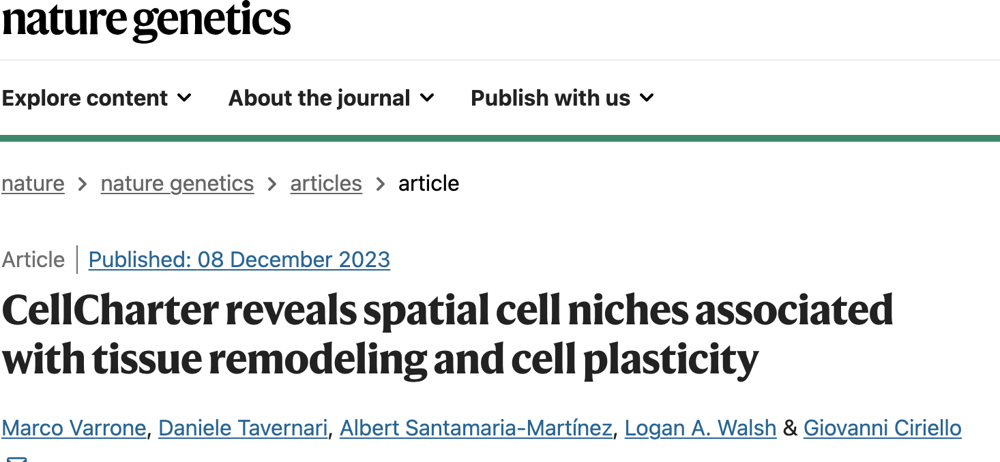 nature genetics
Explore content About the journal Publish with us
nature > nature genetics > articles > article
Article | Published: 08 December 2023
CellCharter reveals spatial cell niches associated
with tissue remodeling and cell plasticity
Marco Varrone, Daniele Tavernari, Albert Santamaria-Martínez, Logan A. Walsh & Giovanni Ciriello